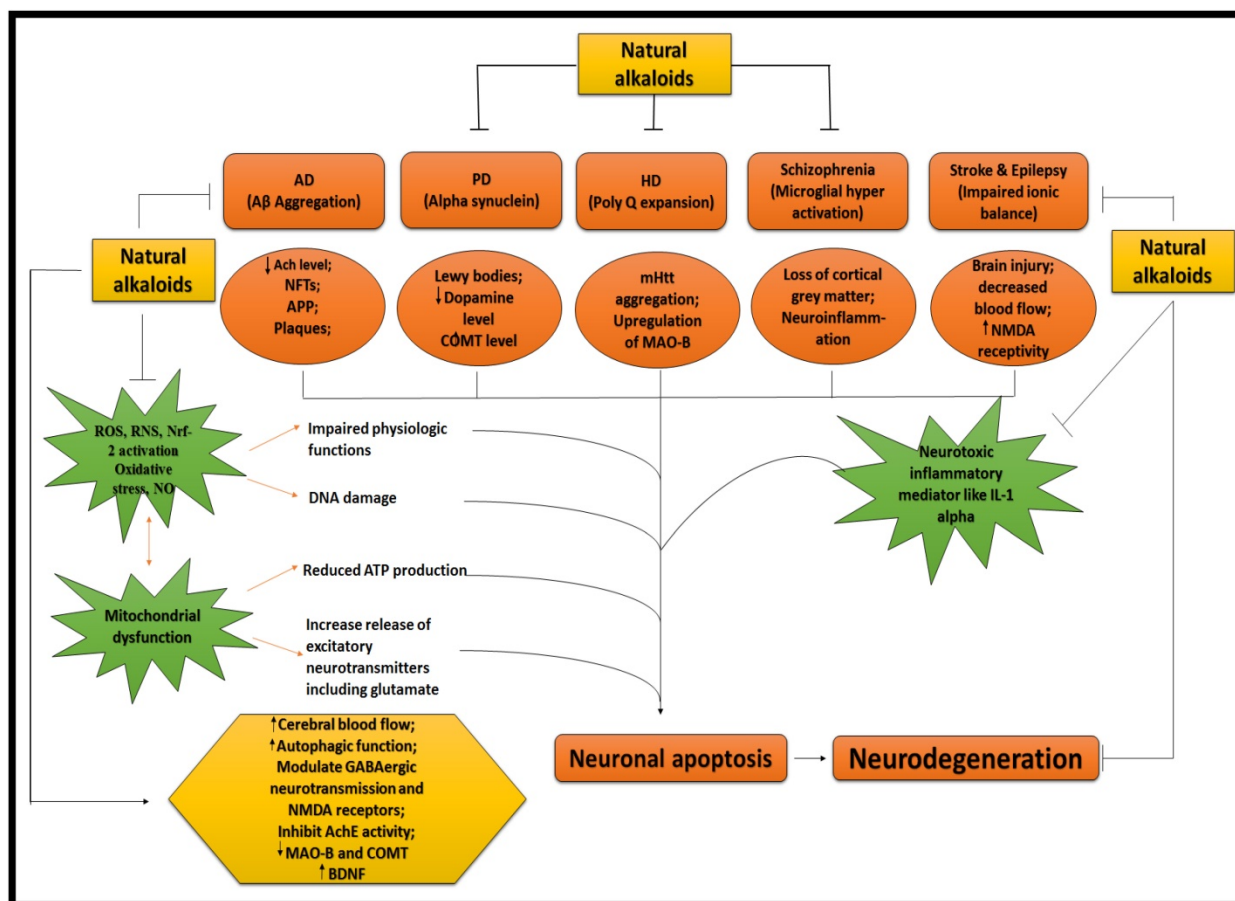 Natural
alkaloids
AD
(Aβ Aggregation)
PD
(Alpha synuclein)
HD
(Poly Q expansion)
Schizophrenia
(Microglial hyper
activation)
Stroke & Epilepsy
(Impaired ionic
balance)
Natural
alkaloids
Natural
alkaloids
↓ Ach level;
NFTs;
APP;
Plaques;
Lewy bodies;
↓ Dopamine
level
↑ COMT level
mHtt
aggregation;
Upregulation
of MAO-B
Loss of cortical
grey matter;
Neuroinflamm-
ation
Brain injury;
decreased
blood flow;
↑ NMDA
receptivity
ROS, RNS, Nrf-
2 activation
Oxidative
stress, NO
Impaired physiologic
functions
DNA damage
Neurotoxic
inflammatory
mediator like IL-1
alpha
Mitochondrial
dysfunction
Reduced ATP production
Increase release of
excitatory
neurotransmitters
including glutamate
↑ Cerebral blood flow;
↑ Autophagic function;
Modulate GABAergic
neurotransmission and
NMDA receptors;
Inhibit AchE activity;
↓ MAO-B and COMT
↑ BDNF
Neuronal apoptosis
Neurodegeneration